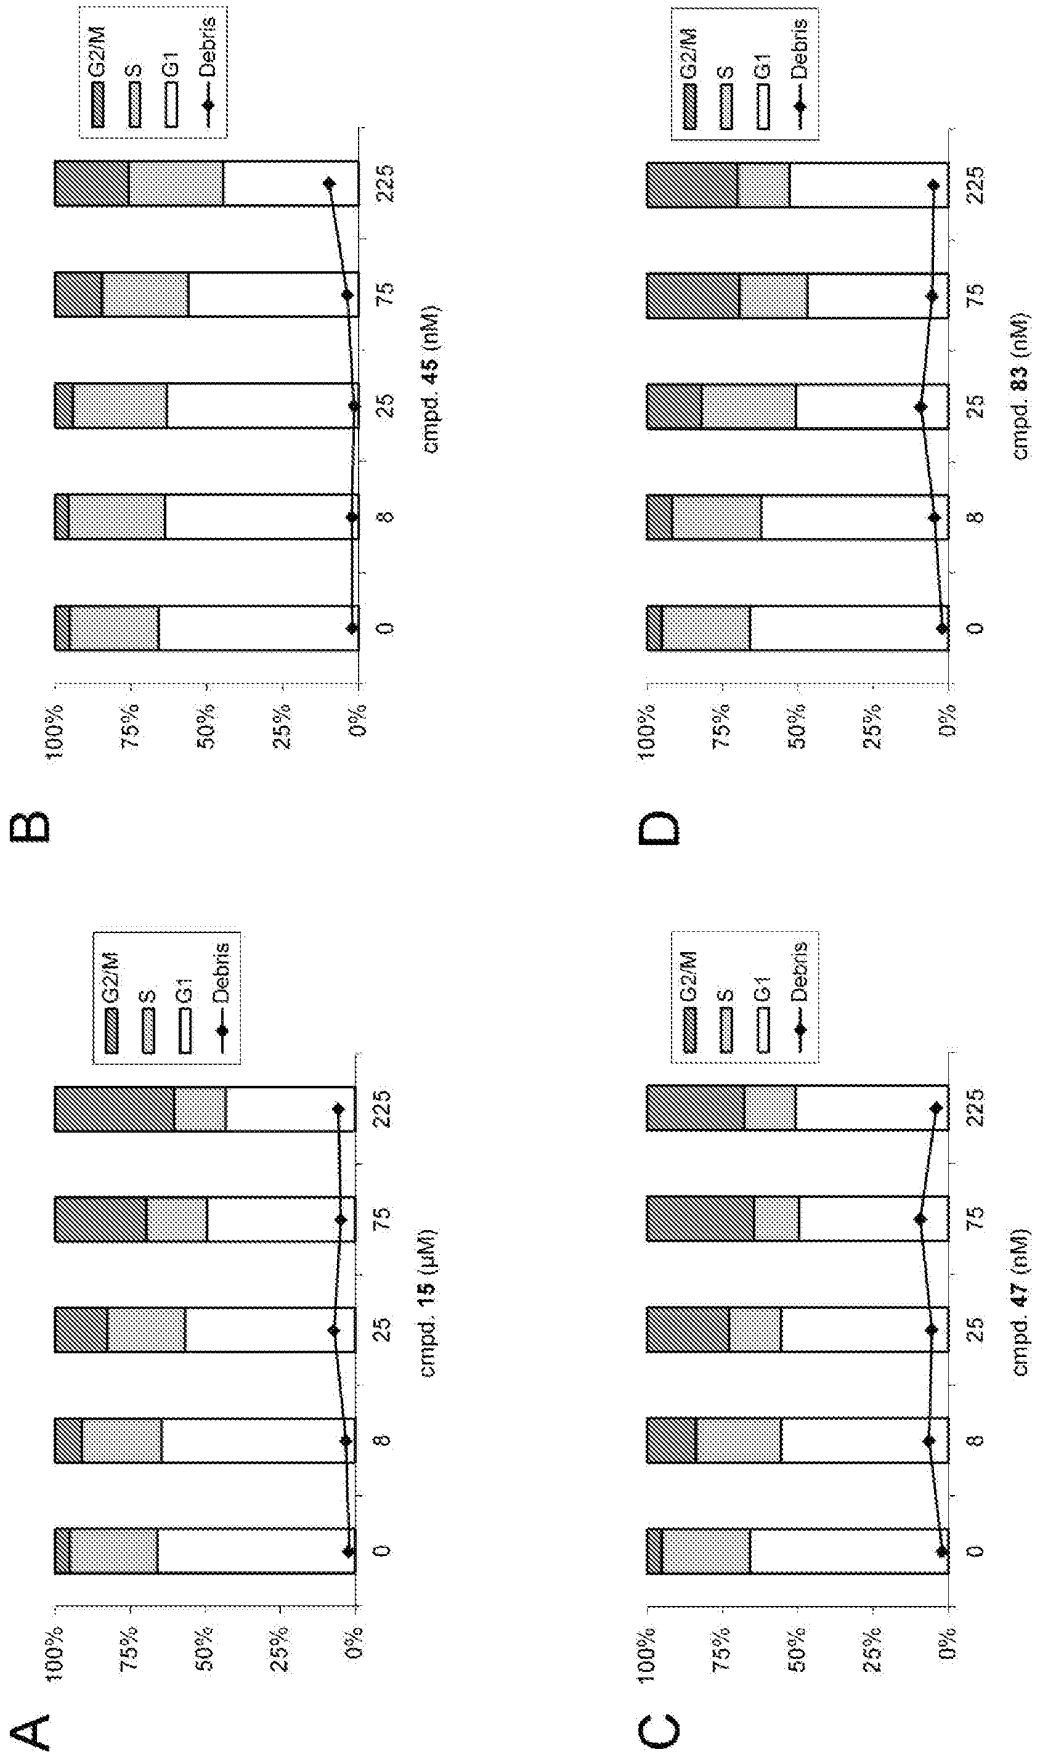 A
100%
75%
50%
25%
0%
0
8
25
75
225
cmpd. 15 (µM)
G2/M
S
G1
Debris
B
100%
75%
50%
25%
0%
0
8
25
75
225
cmpd. 45 (nM)
G2/M
S
G1
Debris
C
100%
75%
50%
25%
0%
0
8
25
75
225
cmpd. 47 (nM)
G2/M
S
G1
Debris
D
100%
75%
50%
25%
0%
0
8
25
75
225
cmpd. 83 (nM)
G2/M
S
G1
Debris